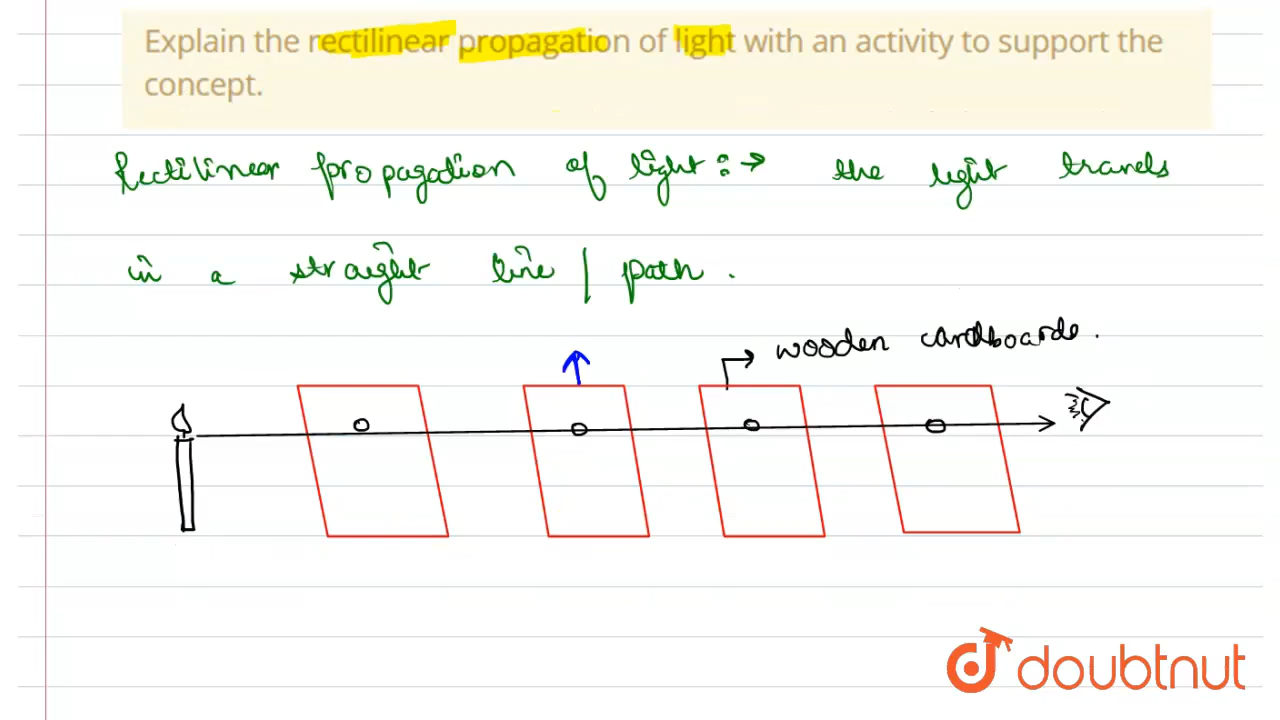 Explain the rectilinear propagation of light with an activity to support the
concept.
Rectilinear propagation of light :→ the light travels
in a straight line / path .
wooden cardboards.
doubtnut